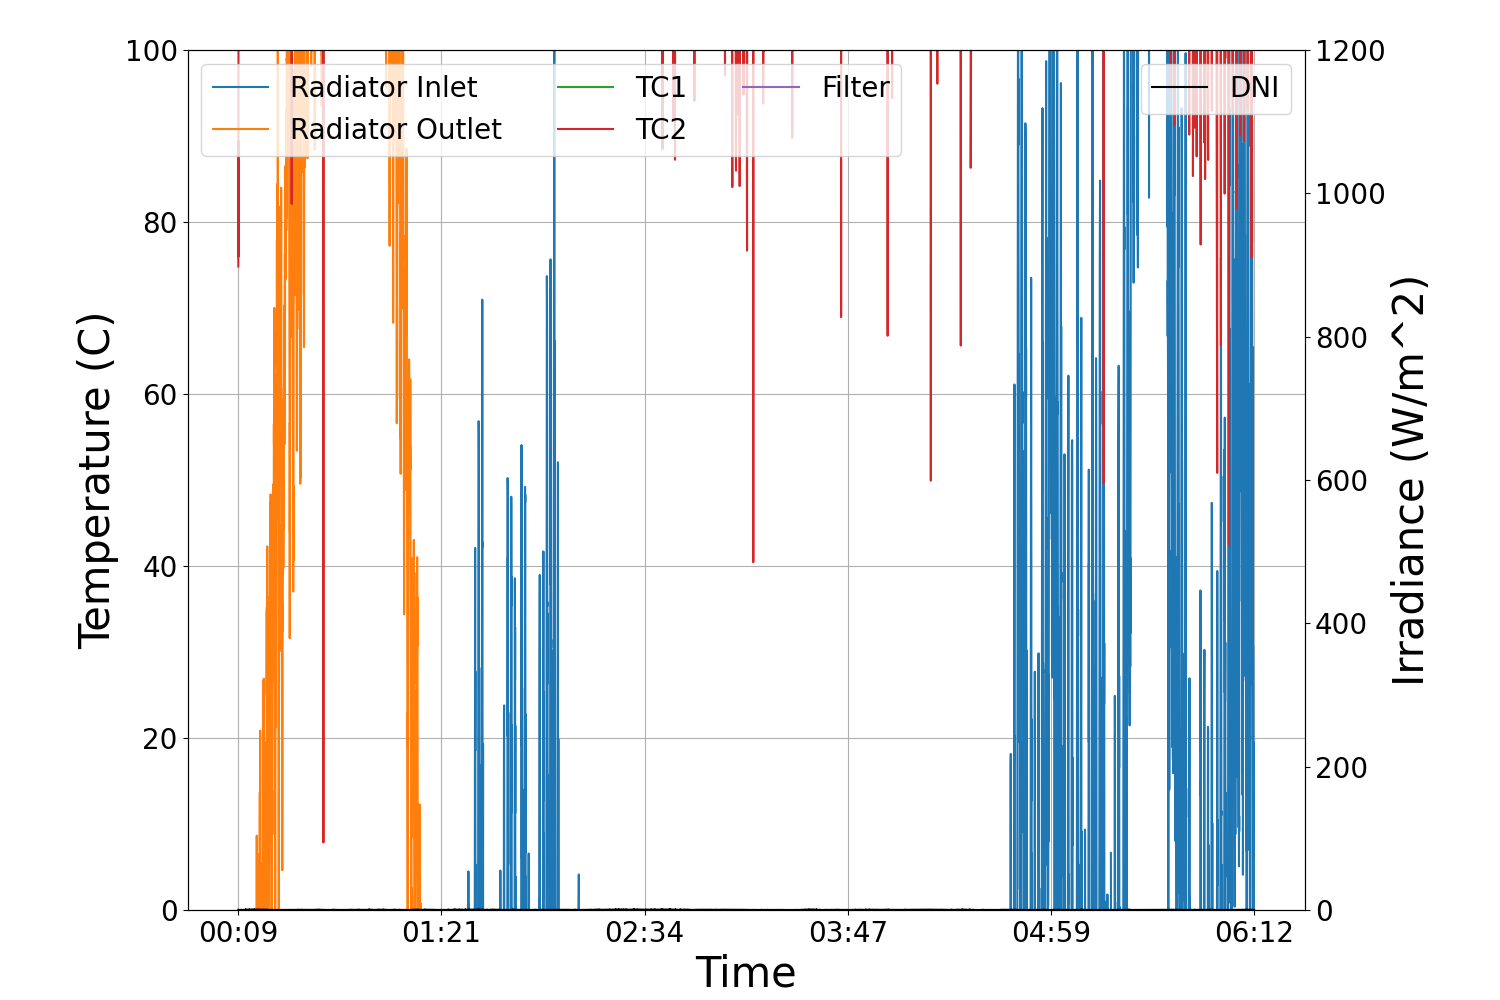 Radiator Inlet
Radiator Outlet
TC1
TC2
Filter
DNI
Temperature (C)
100
80
60
40
20
0
1200
1000
800
600
400
200
0
Irradiance (W/m^2)
00:09 01:21 02:34 03:47 04:59 06:12
Time